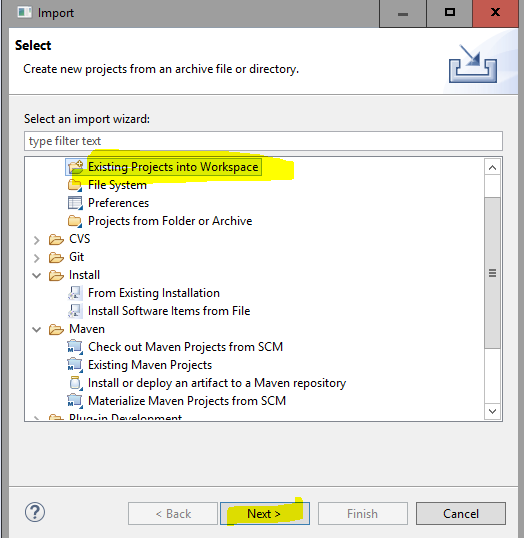 Import
Select
Create new projects from an archive file or directory.
Select an import wizard:
type filter text
Existing Projects into Workspace
File System
Preferences
Projects from Folder or Archive
CVS
Git
Install
From Existing Installation
Install Software Items from File
Maven
Check out Maven Projects from SCM
Existing Maven Projects
Install or deploy an artifact to a Maven repository
Materialize Maven Projects from SCM
Plug-in Development
? < Back Next > Finish Cancel